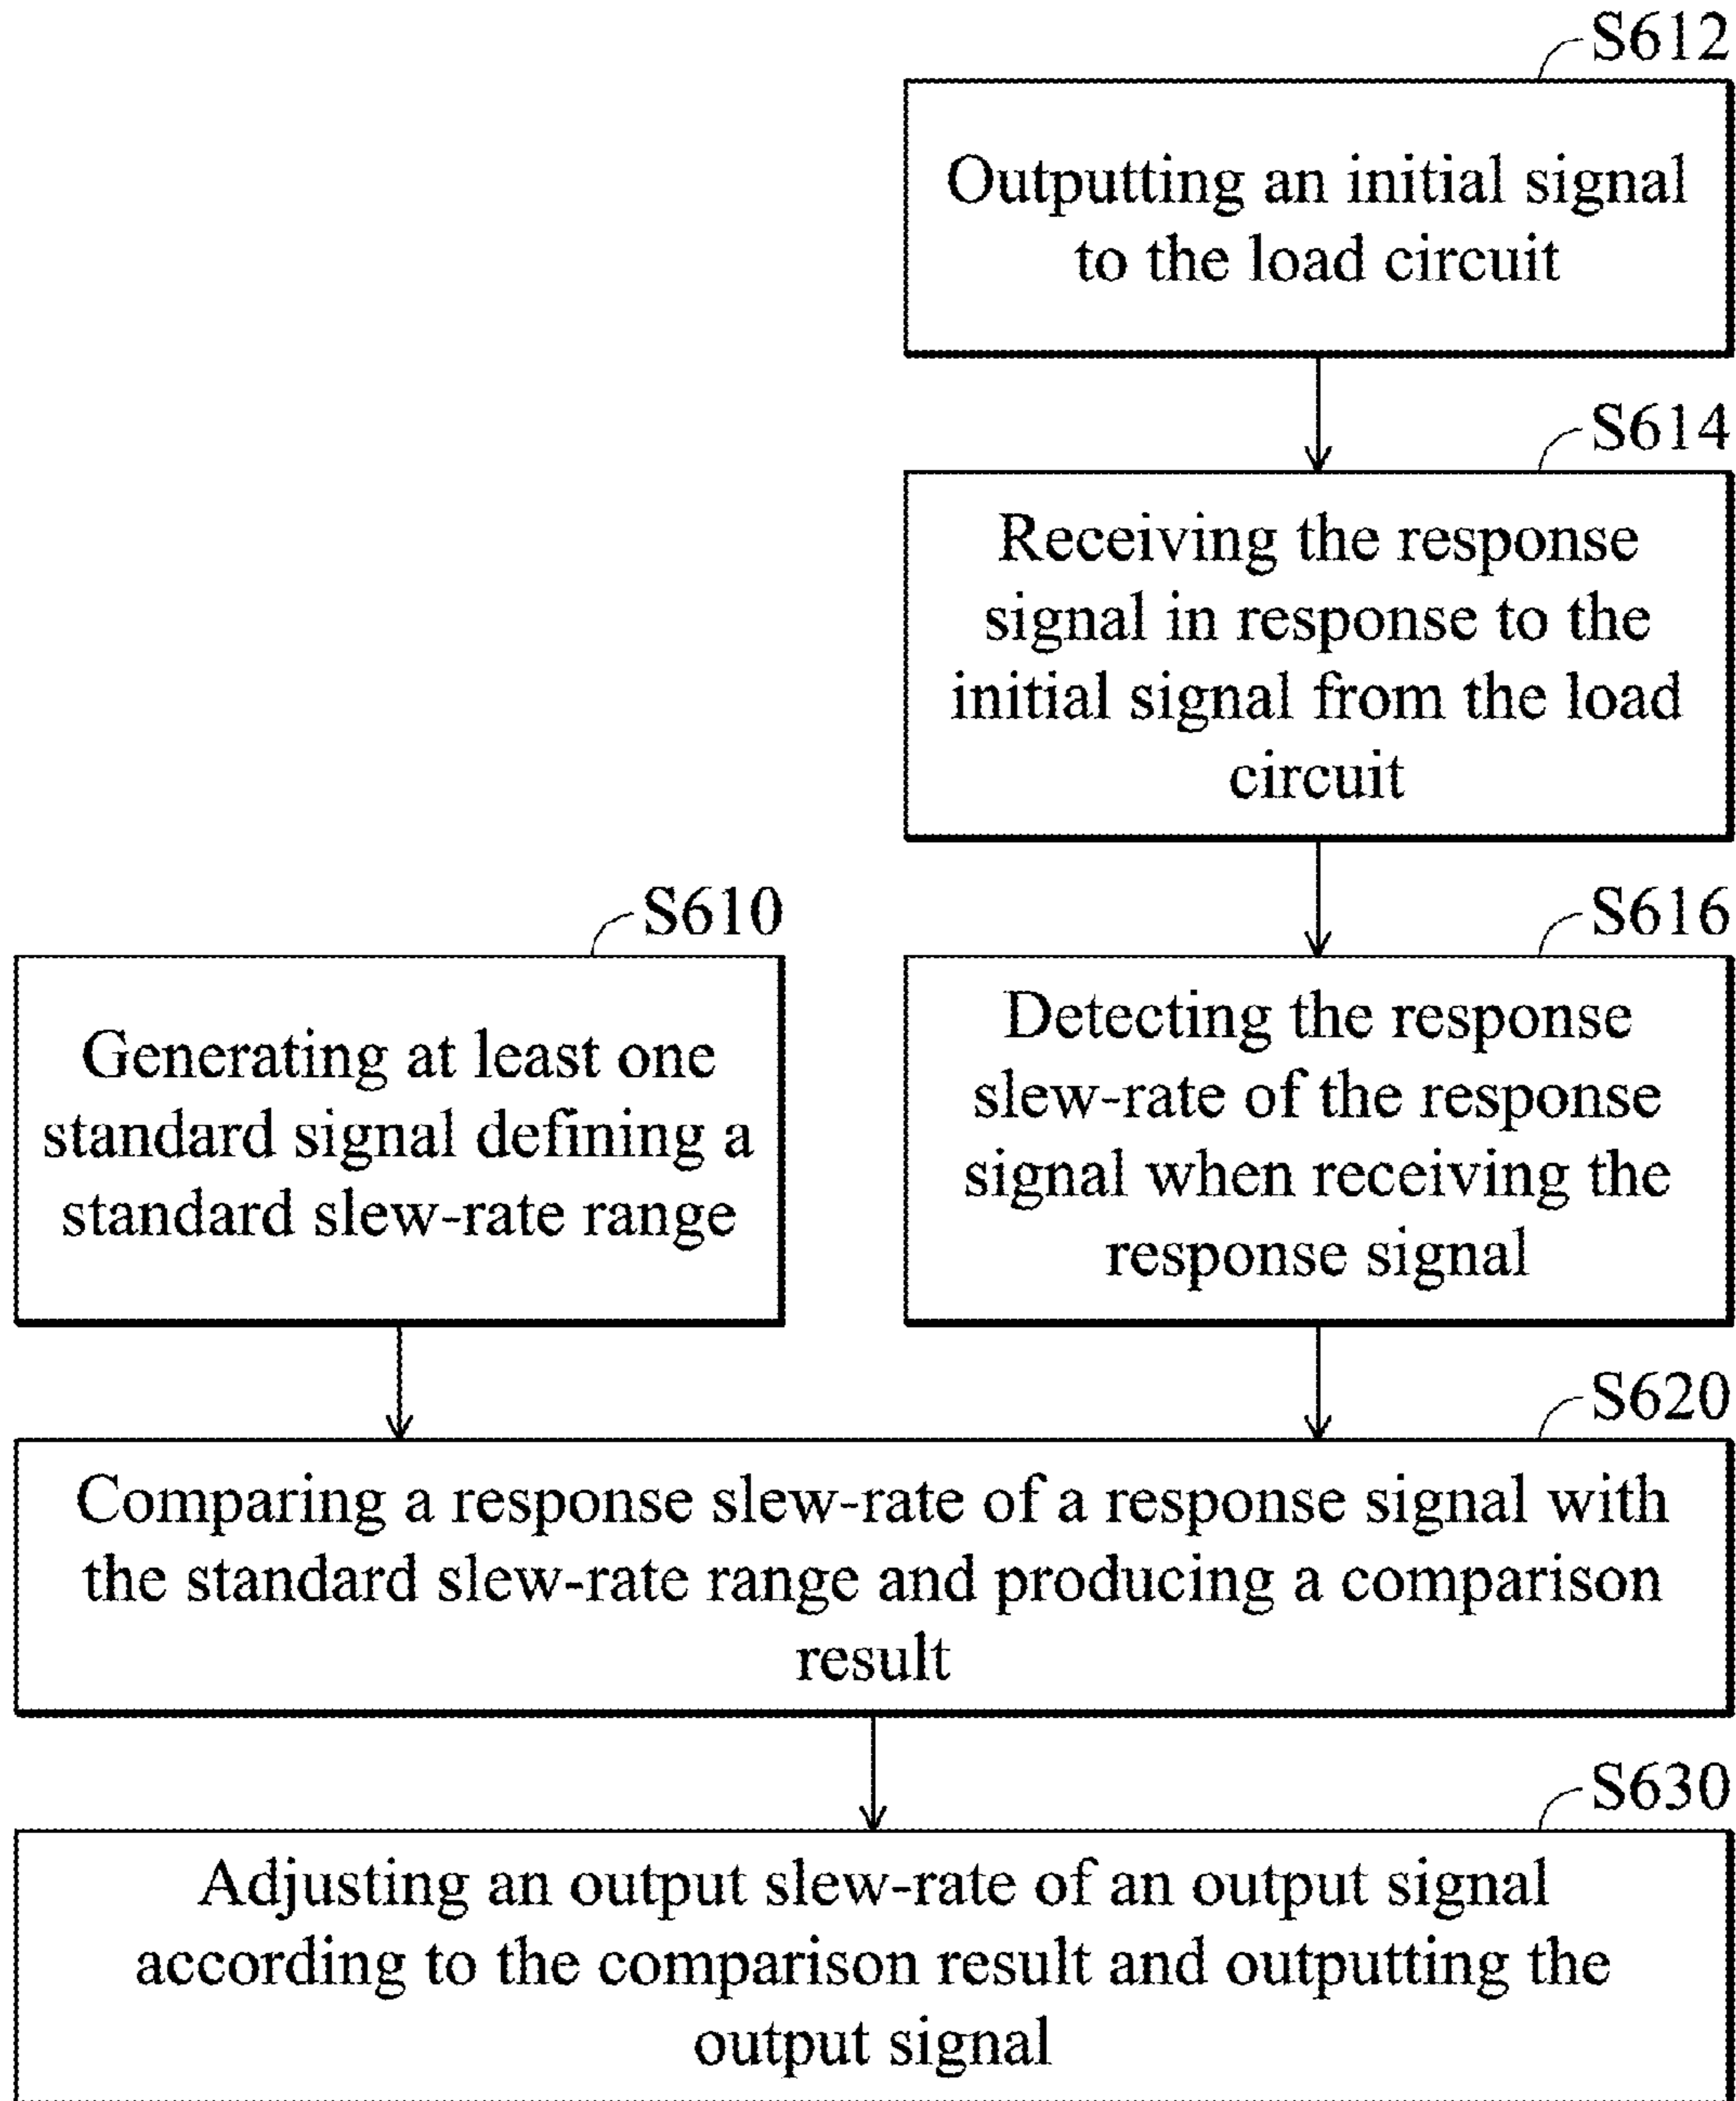 S612
Outputting an initial signal
to the load circuit
S614
Receiving the response
signal in response to the
initial signal from the load
circuit
S610
Generating at least one
standard signal defining a
standard slew-rate range
S616
Detecting the response
slew-rate of the response
signal when receiving the
response signal
S620
Comparing a response slew-rate of a response signal with
the standard slew-rate range and producing a comparison
result
S630
Adjusting an output slew-rate of an output signal
according to the comparison result and outputting the
output signal